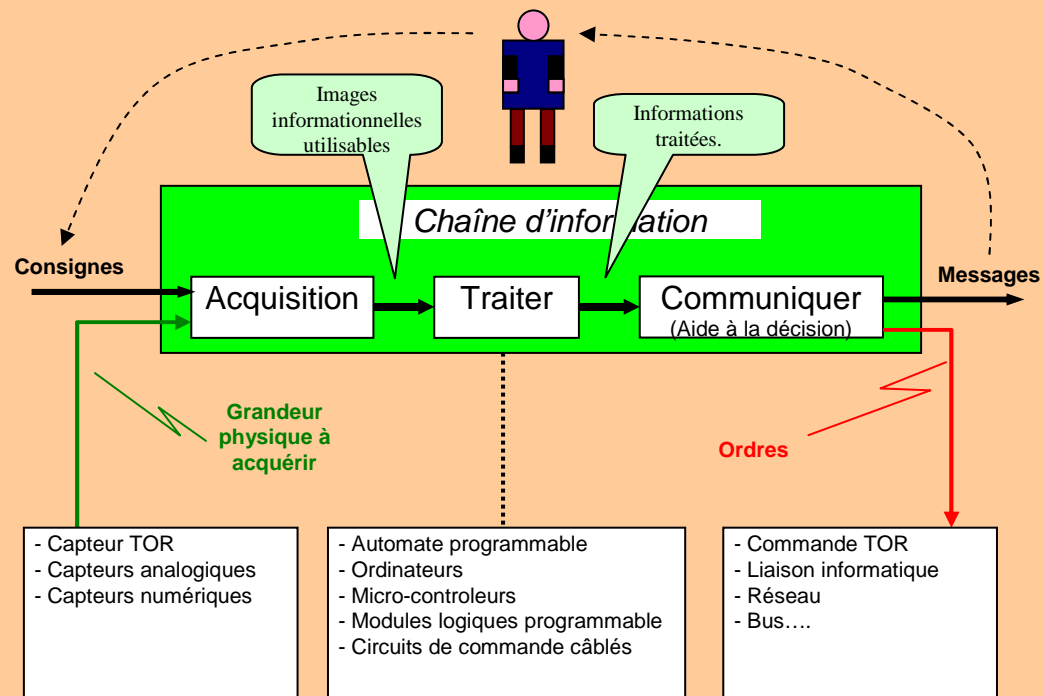 Images
informationnelles
utilisables
Informations
traitées.
Chaîne d'information
Consignes
Messages
Acquisition
Traiter
Communiquer
(Aide à la décision)
Grandeur
physique à
acquérir
Ordres
- Capteur TOR
- Capteurs analogiques
- Capteurs numériques
- Automate programmable
- Ordinateurs
- Micro-controleurs
- Modules logiques programmable
- Circuits de commande câblés
- Commande TOR
- Liaison informatique
- Réseau
- Bus….